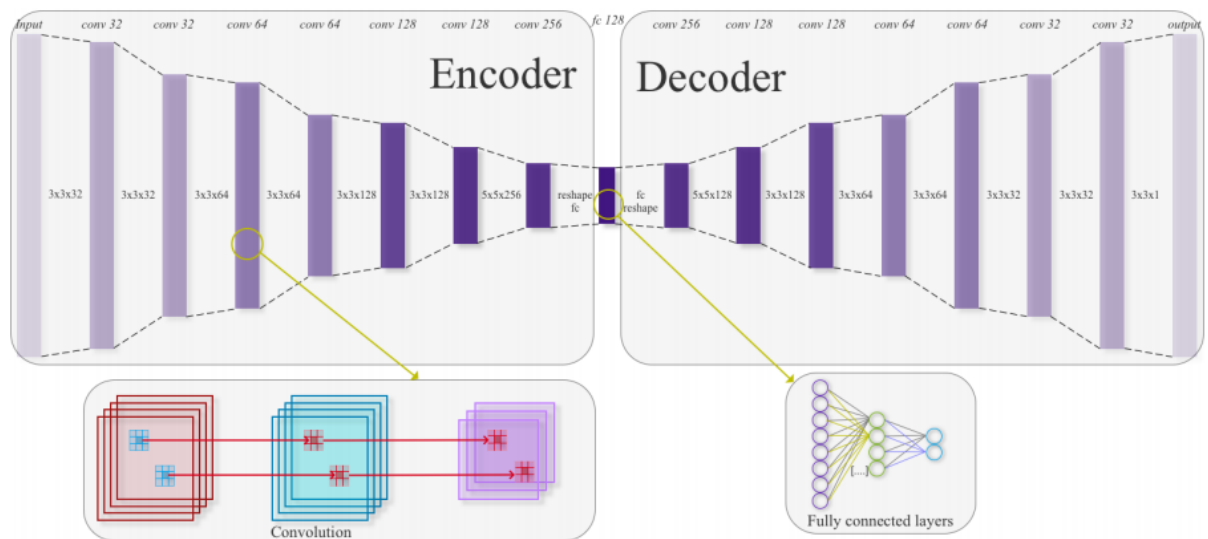 Input conv 32 conv 32 conv 64 conv 64 conv 128 conv 128 conv 256 fc 128 conv 256 conv 128 conv 128 conv 64 conv 64 conv 32 conv 32 output
Encoder Decoder
3x3x32 3x3x32 3x3x64 3x3x64 3x3x128 3x3x128 5x5x256 reshape fc 5x5x128 3x3x128 3x3x64 3x3x64 3x3x32 3x3x32 3x3x1
fc reshape
[....]
Convolution
Fully connected layers